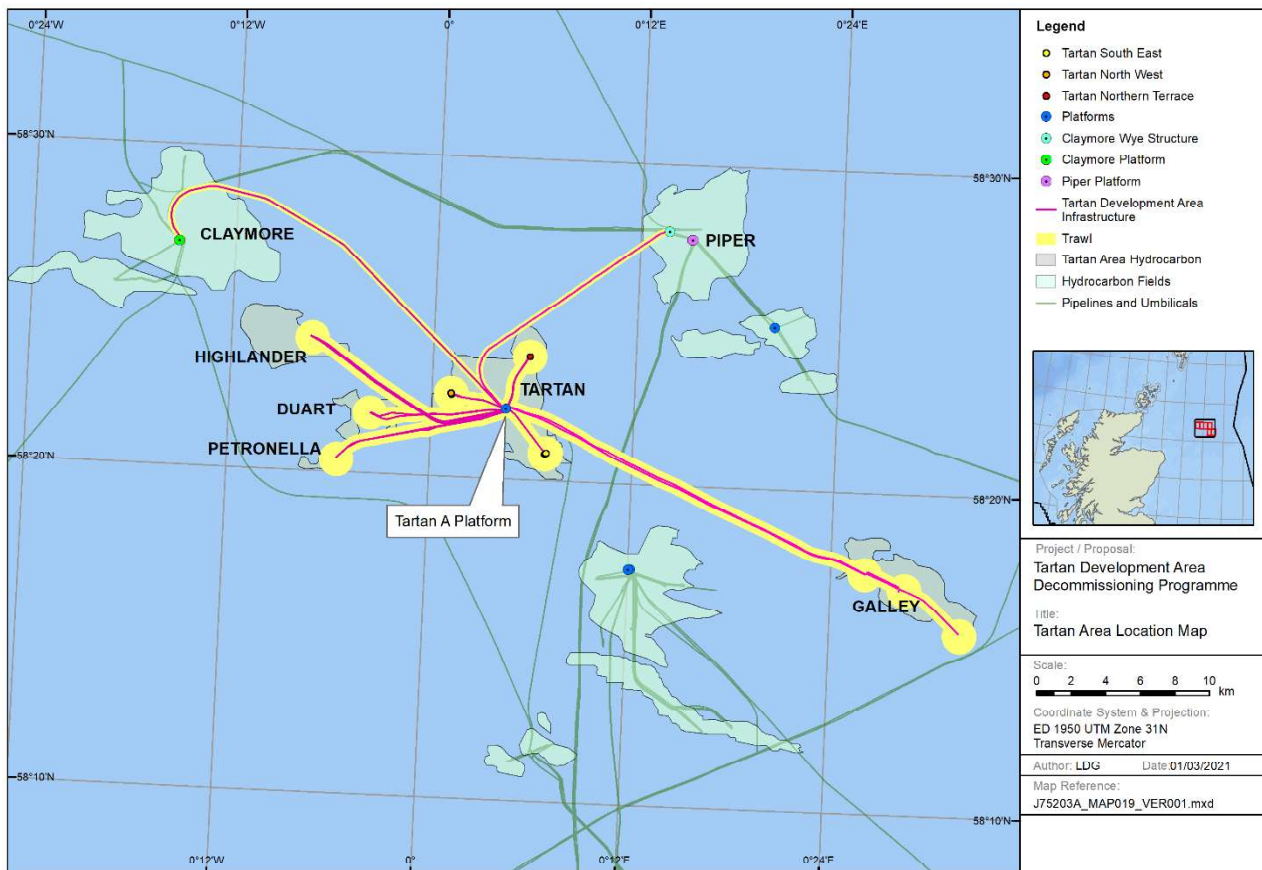 0°24'W
0°12'W
0°
0°12'E
0°24'E
58°30'N
58°30'N
CLAYMORE
PIPER
HIGHLANDER
TARTAN
DUART
PETRONELLA
58°20'N
58°20'N
Tartan A Platform
GALLEY
58°10'N
58°10'N
0°12'W
0°
0°12'E
0°24'E
Legend
Tartan South East
Tartan North West
Tartan Northern Terrace
Platforms
Claymore Wye Structure
Claymore Platform
Piper Platform
Tartan Development Area
Infrastructure
Trawl
Tartan Area Hydrocarbon
Hydrocarbon Fields
Pipelines and Umbilicals
Project / Proposal:
Tartan Development Area
Decommissioning Programme
Title:
Tartan Area Location Map
Scale:
0 2 4 6 8 10
km
Coordinate System & Projection:
ED 1950 UTM Zone 31N
Transverse Mercator
Author: LDG Date:01/03/2021
Map Reference:
J75203A_MAP019_VER001.mxd